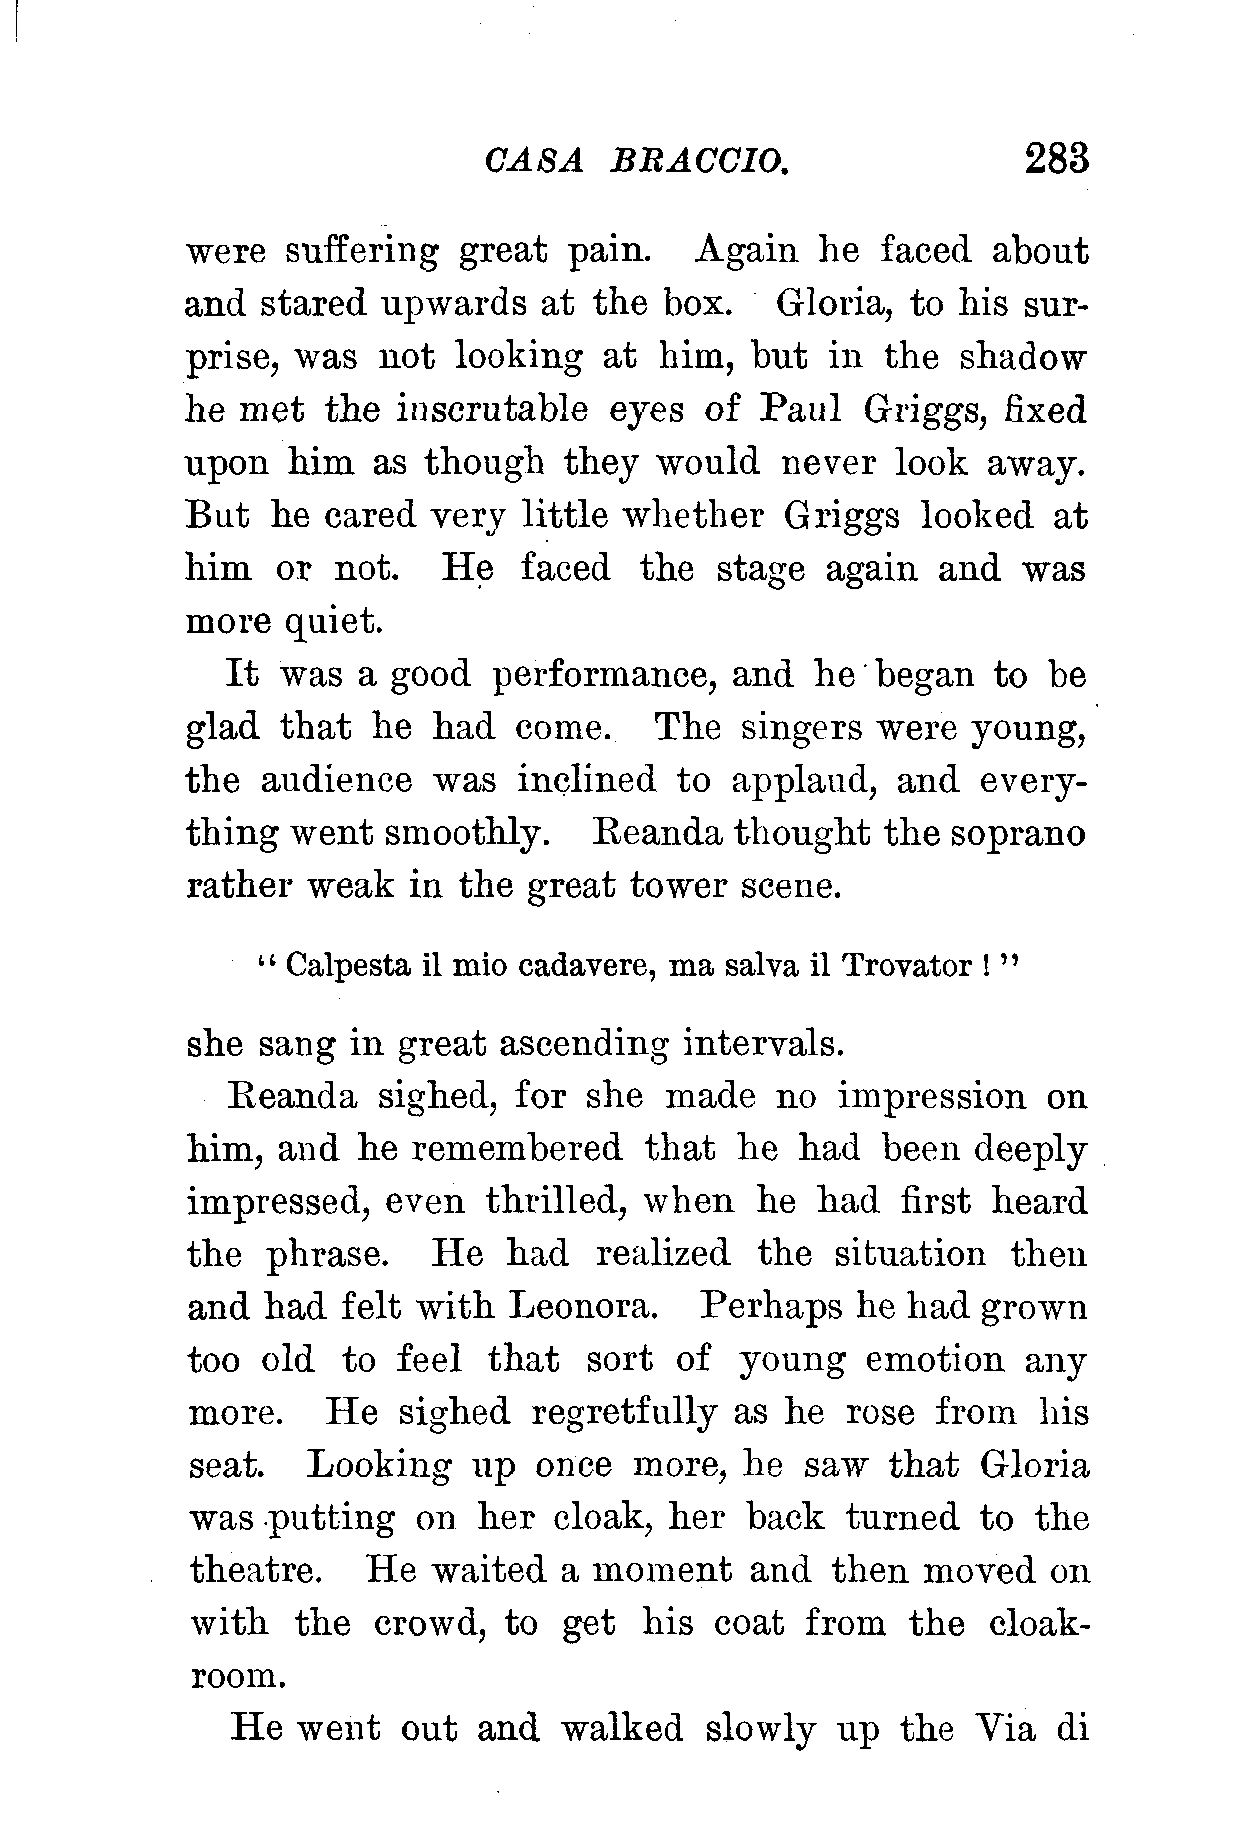 CASA BRACCIO. 283
were suffering great pain. Again he faced about
and stared upwards at the box. Gloria, to his sur-
prise, was not looking at him, but in the shadow
he met the inscrutable eyes of Paul Griggs, fixed
upon him as though they would never look away.
But he cared very little whether Griggs looked at
him or not. He faced the stage again and was
more quiet.
It was a good performance, and he began to be
glad that he had come. The singers were young,
the audience was inclined to applaud, and every-
thing went smoothly. Reanda thought the soprano
rather weak in the great tower scene.
"Calpesta il mio cadavere, ma salva il Trovator!"
she sang in great ascending intervals.
Reanda sighed, for she made no impression on
him, and he remembered that he had been deeply
impressed, even thrilled, when he had first heard
the phrase. He had realized the situation then
and had felt with Leonora. Perhaps he had grown
too old to feel that sort of young emotion any
more. He sighed regretfully as he rose from his
seat. Looking up once more, he saw that Gloria
was putting on her cloak, her back turned to the
theatre. He waited a moment and then moved on
with the crowd, to get his coat from the cloak-
room.
He went out and walked slowly up the Via di